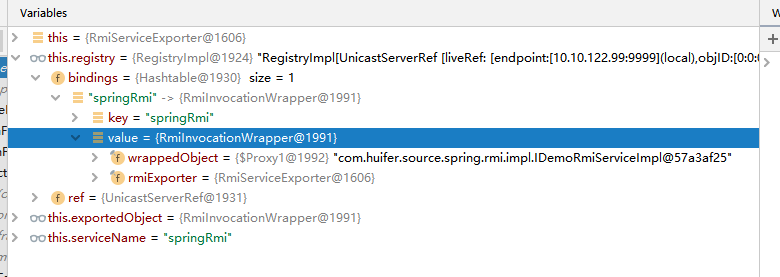 Variables
W
this = {RmiServiceExporter@1606}
this.registry = {RegistryImpl@1924} "RegistryImpl[UnicastServerRef [liveRef: [endpoint:[10.10.122.99:9999](local),objID:[0:0:
bindings = {Hashtable@1930} size = 1
"springRmi" -> {RmiInvocationWrapper@1991}
key = "springRmi"
value = {RmiInvocationWrapper@1991}
wrappedObject = {$Proxy1@1992} "com.huifer.source.spring.rmi.impl.IDemoRmiServiceImpl@57a3af25"
rmiExporter = {RmiServiceExporter@1606}
ref = {UnicastServerRef@1931}
this.exportedObject = {RmiInvocationWrapper@1991}
this.serviceName = "springRmi"